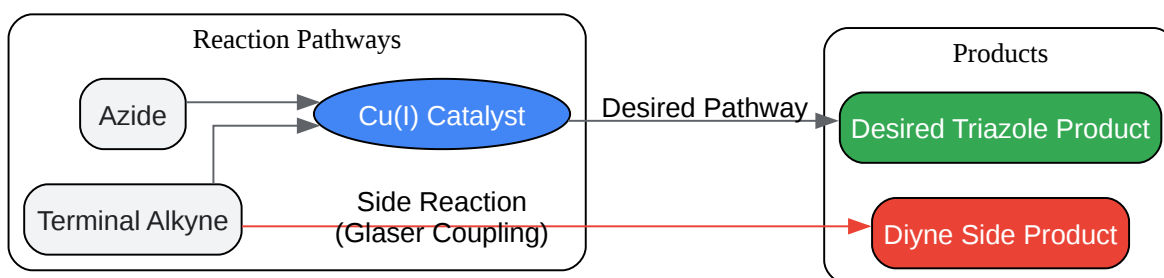 Reaction Pathways
Products
Azide
Cu(I) Catalyst
Desired Pathway
Desired Triazole Product
Terminal Alkyne
Side Reaction
(Glaser Coupling)
Diyne Side Product